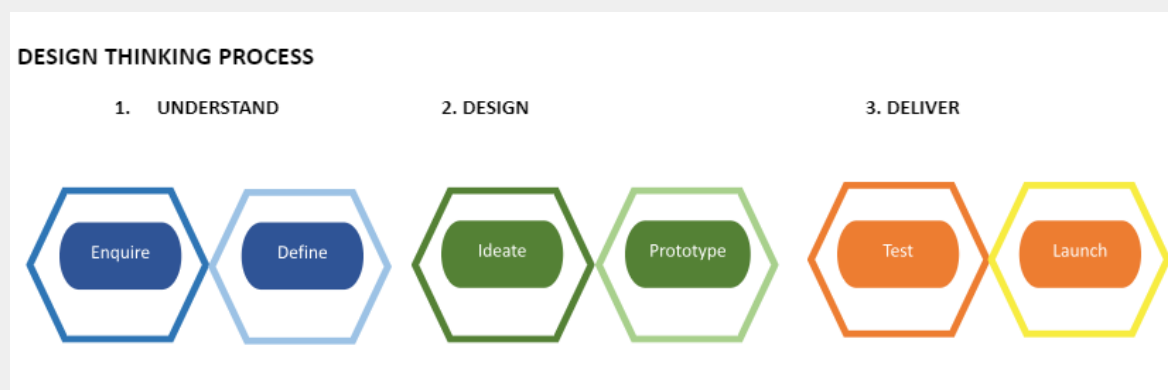 DESIGN THINKING PROCESS
1. UNDERSTAND 2. DESIGN 3. DELIVER
Enquire Define Ideate Prototype Test Launch